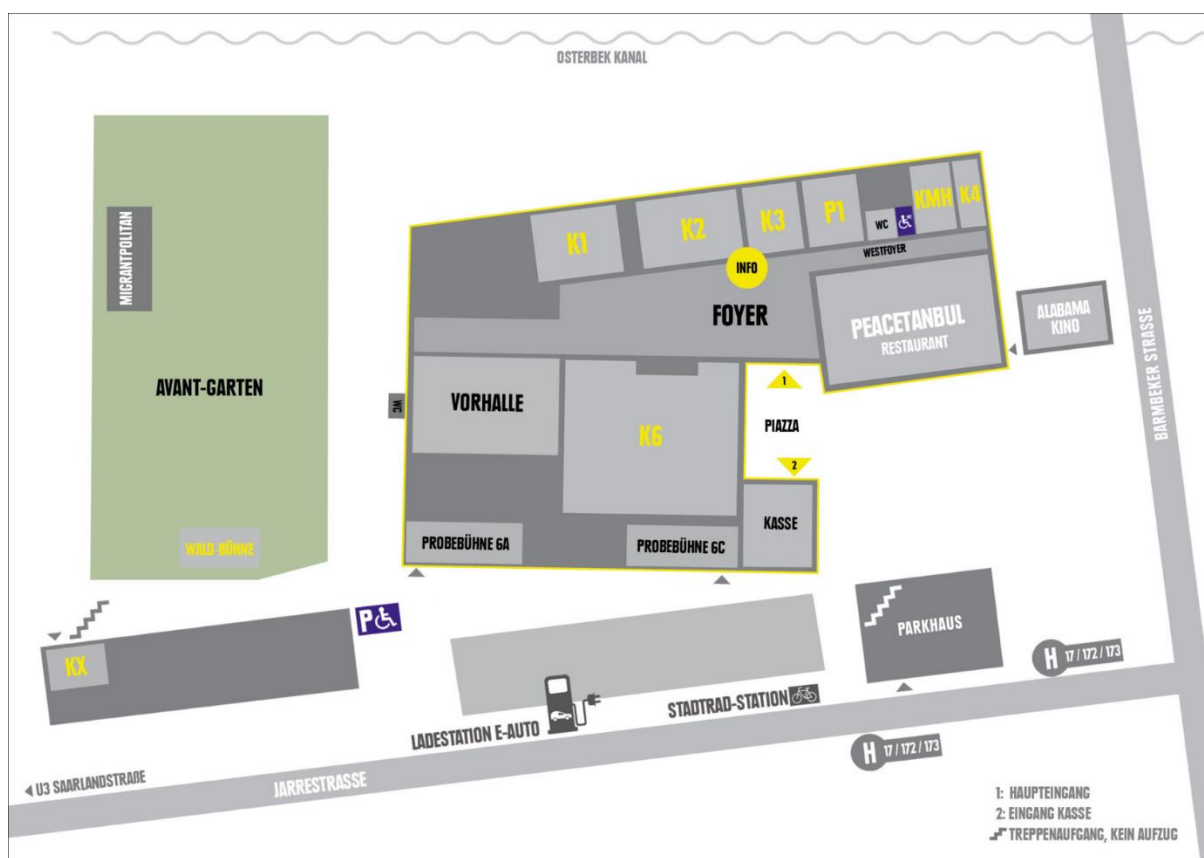 OSTERBEK KANAL
MIGRANTPOLITAN
AVANT-GARTEN
WALD-BÜHNE
K1
K2
K3
P1
WC
KMH
K4
WESTFOYER
INFO
FOYER
PEACETANBUL
RESTAURANT
ALABAMA
KINO
BARMBEKER STRASSE
WC
VORHALLE
K6
1
PIAZZA
2
KASSE
PROBEBÜHNE 6A
PROBEBÜHNE 6C
KX
P
PARKHAUS
H 17 / 172 / 173
LADESTATION E-AUTO
STADTRAD-STATION
H 17 / 172 / 173
U3 SAARLANDSTRAßE
JARRESTRASSE
1: HAUPTEINGANG
2: EINGANG KASSE
TREPPENAUFGANG, KEIN AUFZUG